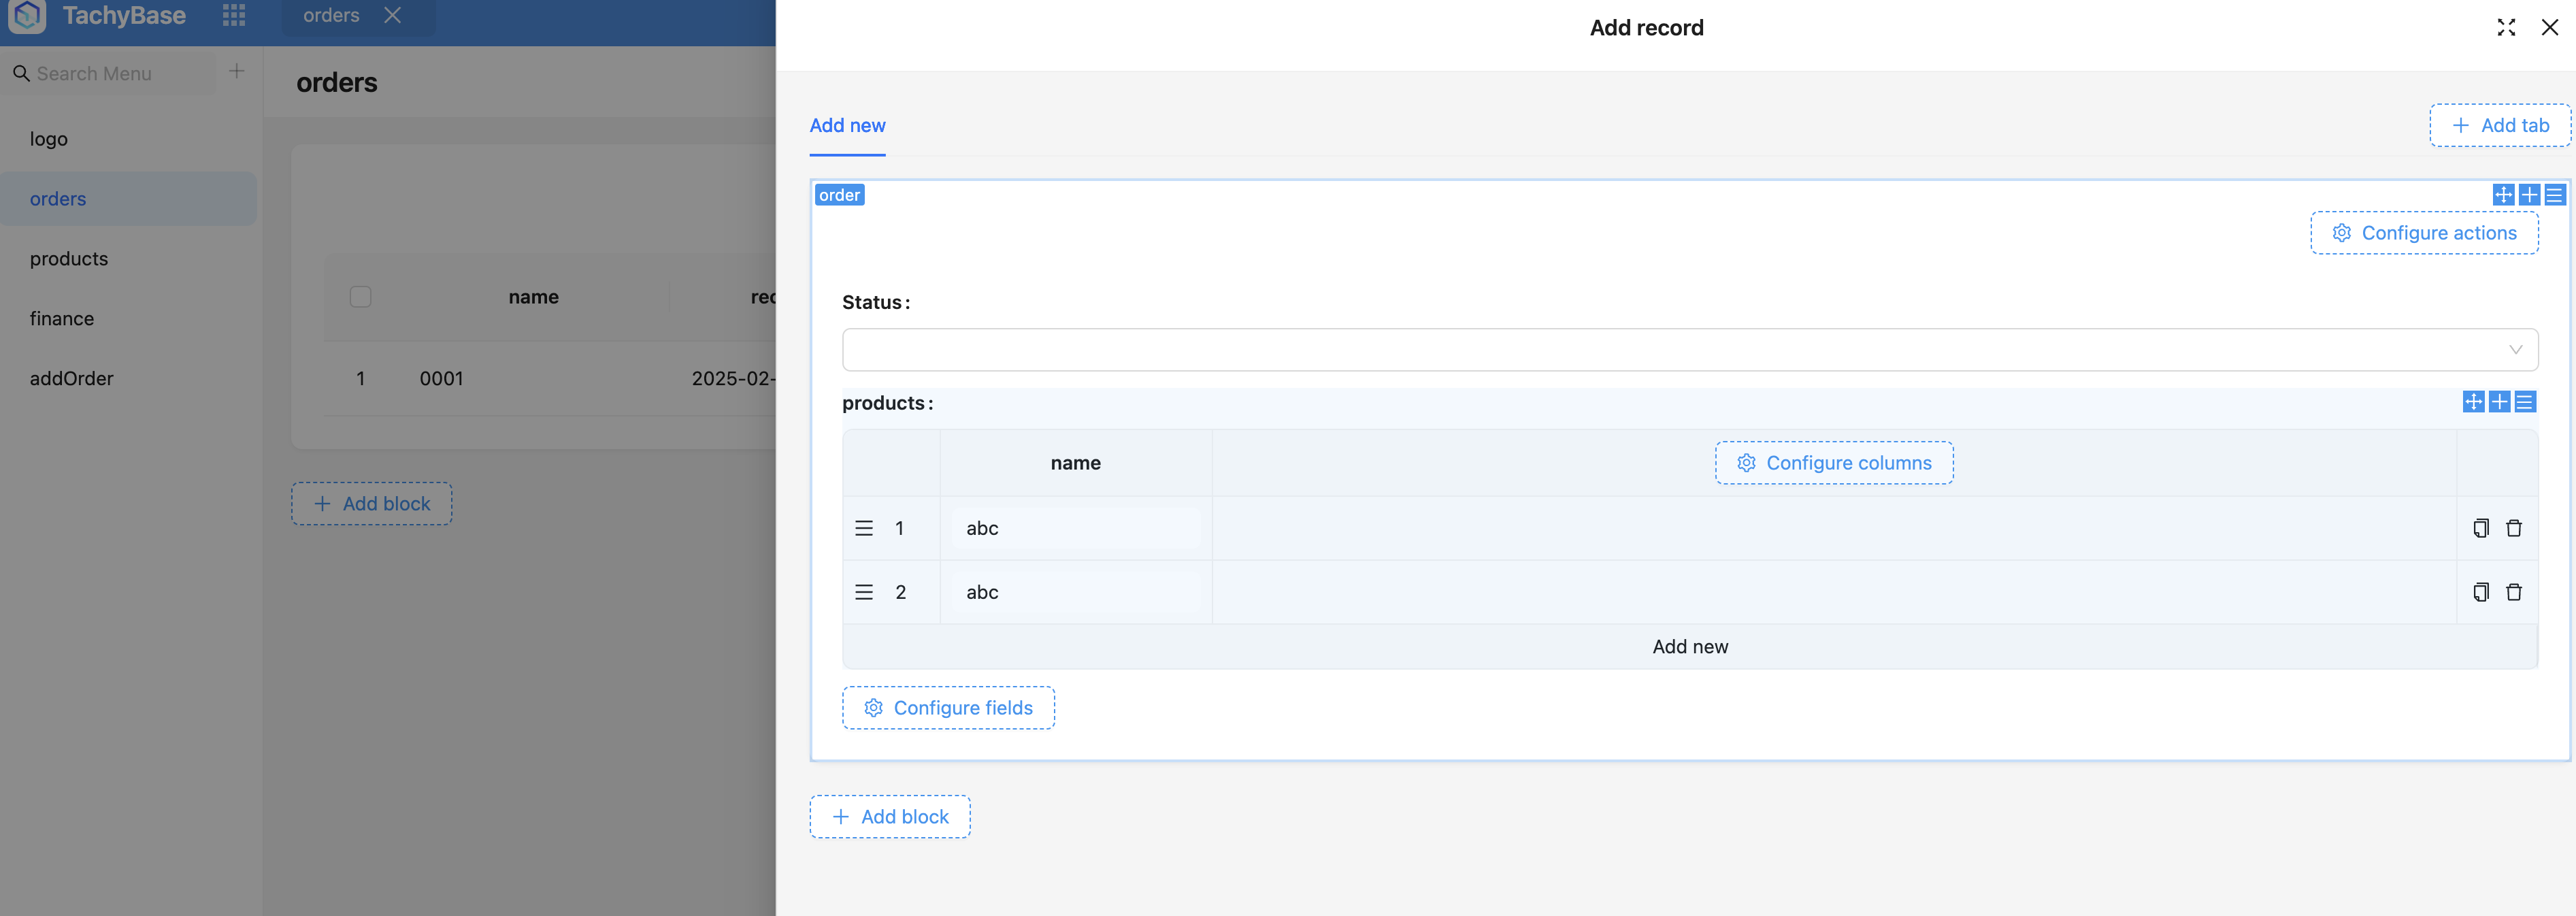 TachyBase
orders
Search Menu
logo
orders
products
finance
addOrder
orders
name
1 0001 2025-02-
Add block
Add record
Add new
Add tab
order
Configure actions
Status :
products :
name
Configure columns
1 abc
2 abc
Add new
Configure fields
Add block